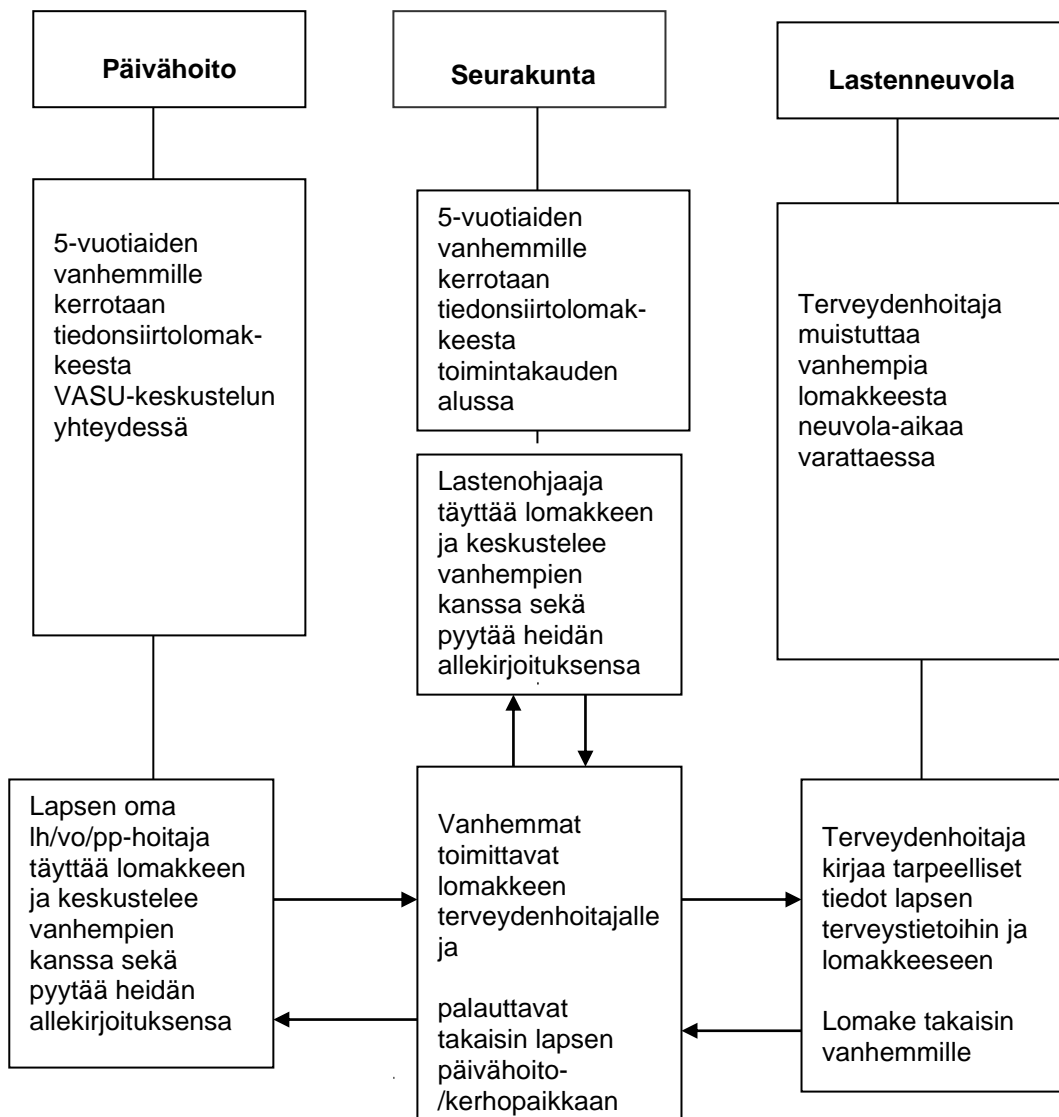 Päivähoito
Seurakunta
Lastenneuvola
5-vuotiaiden
vanhemmille
kerrotaan
tiedonsiirtolomak-
keesta
VASU-keskustelun
yhteydessä
5-vuotiaiden
vanhemmille
kerrotaan
tiedonsiirtolomak-
keesta
toimintakauden
alussa
Terveydenhoitaja
muistuttaa
vanhempia
lomakkeesta
neuvola-aikaa
varattaessa
Lastenohjaaja
täyttää lomakkeen
ja keskustelee
vanhempien
kanssa sekä
pyytää heidän
allekirjoituksensa
Lapsen oma
lh/vo/pp-hoitaja
täyttää lomakkeen
ja keskustelee
vanhempien
kanssa sekä
pyytää heidän
allekirjoituksensa
Vanhemmat
toimittavat
lomakkeen
terveydenhoitajalle
ja
palauttavat
takaisin lapsen
päivähoito-
/kerhopaikkaan
Terveydenhoitaja
kirjaa tarpeelliset
tiedot lapsen
terveystietoihin ja
lomakkeeseen
Lomake takaisin
vanhemmille